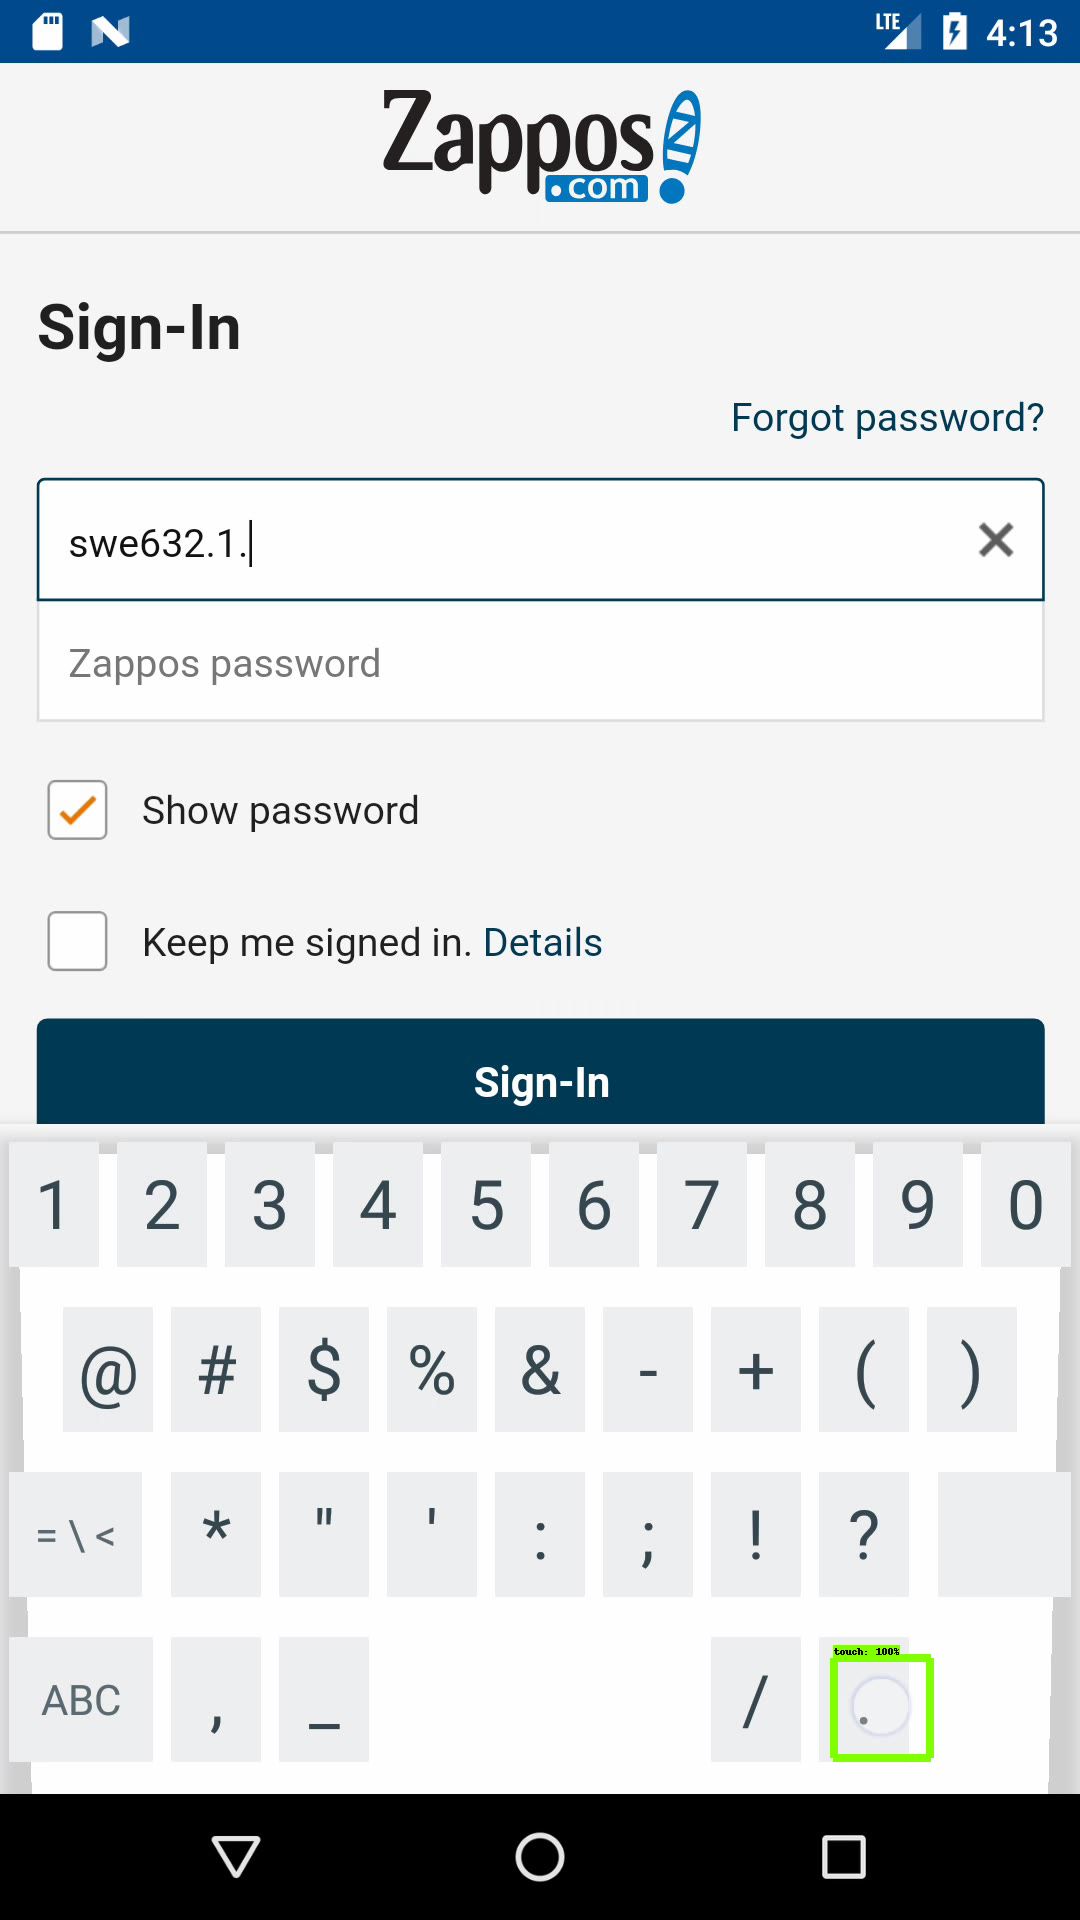 LTE 4:13
Zappos
.com
Sign-In
Forgot password?
swe632.1.
Zappos password
Show password
Keep me signed in. Details
Sign-In
1 2 3 4 5 6 7 8 9 0
@ # $ % & - + ( )
= \ < * " ' : ; ! ?
touch: 100%
ABC , _ / .